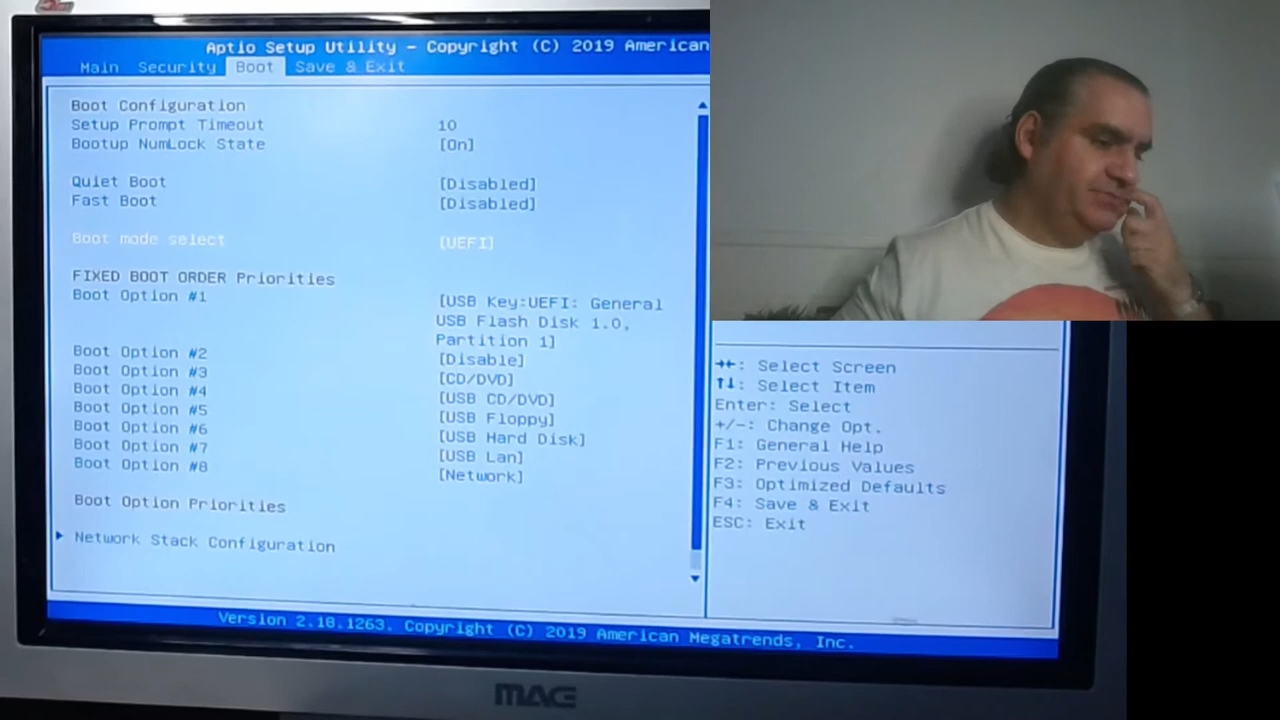 Aptio Setup Utility – Copyright (C) 2019 American
Main Security Boot Save & Exit
Boot Configuration
Setup Prompt Timeout 10
Bootup NumLock State [On]
Quiet Boot [Disabled]
Fast Boot [Disabled]
Boot mode select [UEFI]
FIXED BOOT ORDER Priorities
Boot Option #1 [USB Key:UEFI: General
USB Flash Disk 1.0,
Partition 1]
Boot Option #2 [Disable]
Boot Option #3 [CD/DVD]
Boot Option #4 [USB CD/DVD]
Boot Option #5 [USB Floppy]
Boot Option #6 [USB Hard Disk]
Boot Option #7 [USB Lan]
Boot Option #8 [Network]
Boot Option Priorities
Network Stack Configuration
→←: Select Screen
↑↓: Select Item
Enter: Select
+/-: Change Opt.
F1: General Help
F2: Previous Values
F3: Optimized Defaults
F4: Save & Exit
ESC: Exit
Version 2.18.1263. Copyright (C) 2019 American Megatrends, Inc.
MAG